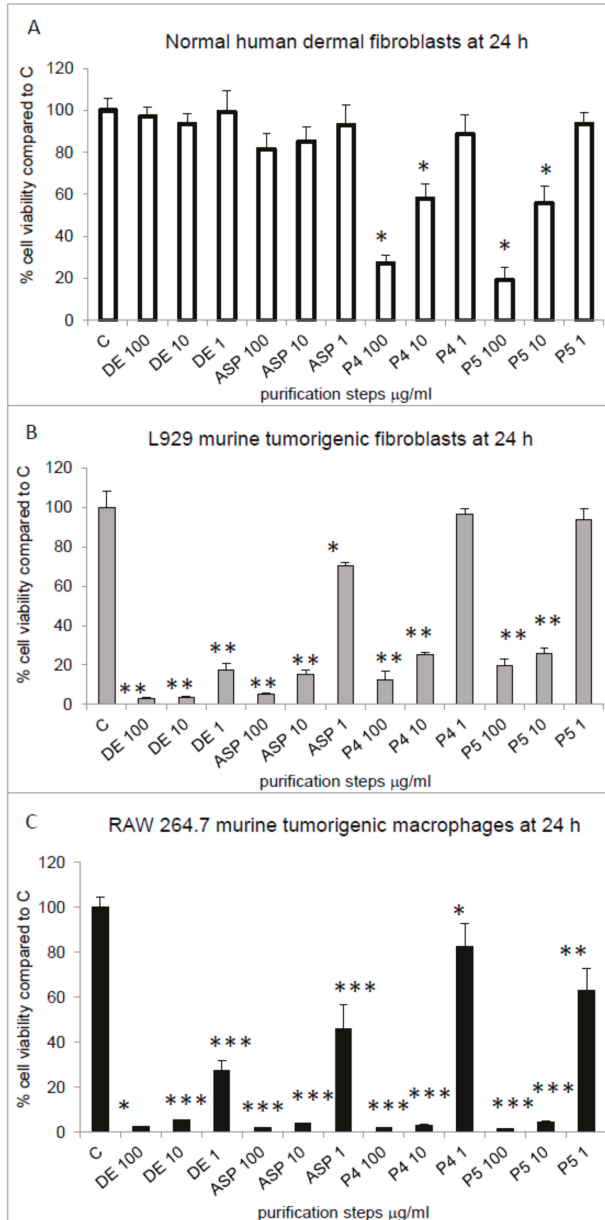 A
Normal human dermal fibroblasts at 24 h
% cell viability compared to C
120
100
80
60
40
20
0
*
*
*
*
C
DE 100
DE 10
DE 1
ASP 100
ASP 10
ASP 1
P4 100
P4 10
P4 1
P5 100
P5 10
P5 1
purification steps μg/ml
B
L929 murine tumorigenic fibroblasts at 24 h
% cell viability compared to C
120
100
80
60
40
20
0
**
**
**
**
**
*
**
**
**
**
C
DE 100
DE 10
DE 1
ASP 100
ASP 10
ASP 1
P4 100
P4 10
P4 1
P5 100
P5 10
P5 1
purification steps μg/ml
C
RAW 264.7 murine tumorigenic macrophages at 24 h
% cell viability compared to C
120
100
80
60
40
20
0
*
***
***
***
***
***
***
***
*
***
***
**
C
DE 100
DE 10
DE 1
ASP 100
ASP 10
ASP 1
P4 100
P4 10
P4 1
P5 100
P5 10
P5 1
purification steps μg/ml